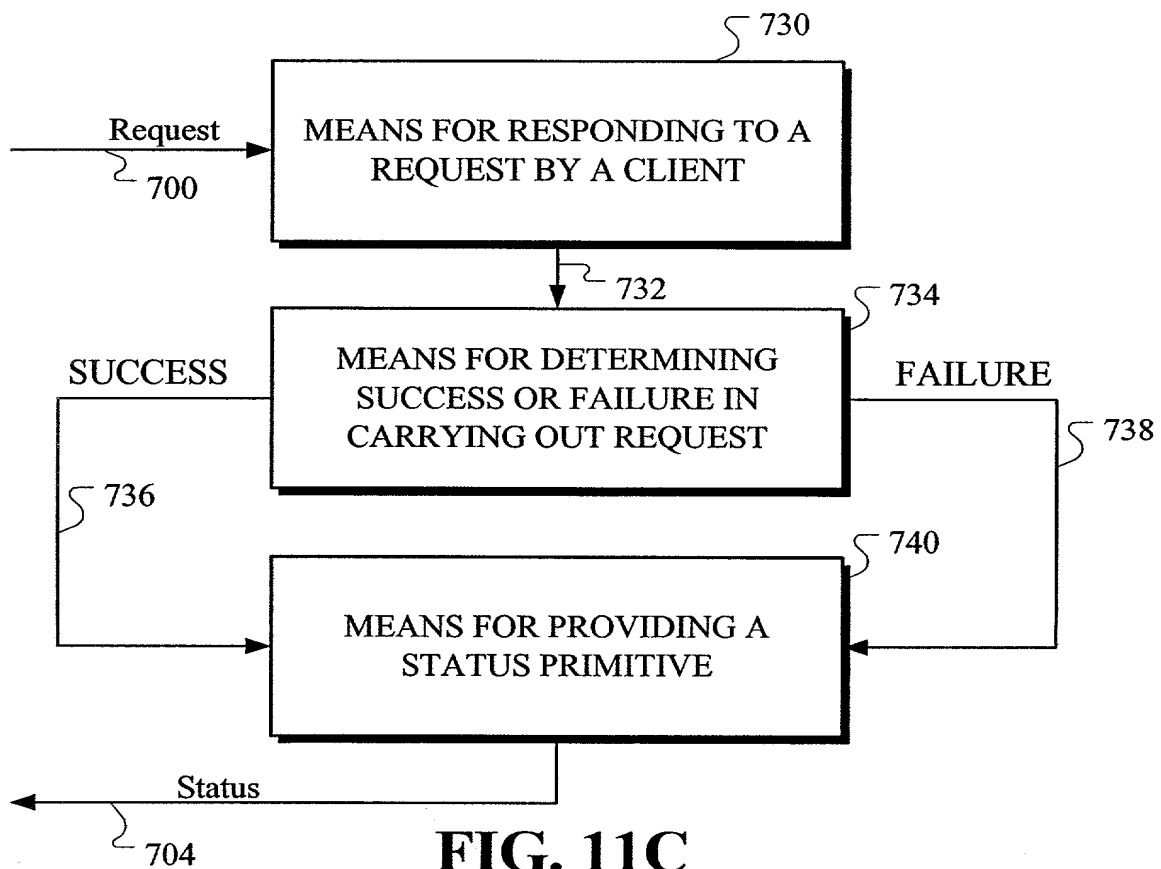 730
Request
MEANS FOR RESPONDING TO A
REQUEST BY A CLIENT
700
732
734
SUCCESS
MEANS FOR DETERMINING
SUCCESS OR FAILURE IN
CARRYING OUT REQUEST
FAILURE
738
736
740
MEANS FOR PROVIDING A
STATUS PRIMITIVE
Status
704
FIG. 11C